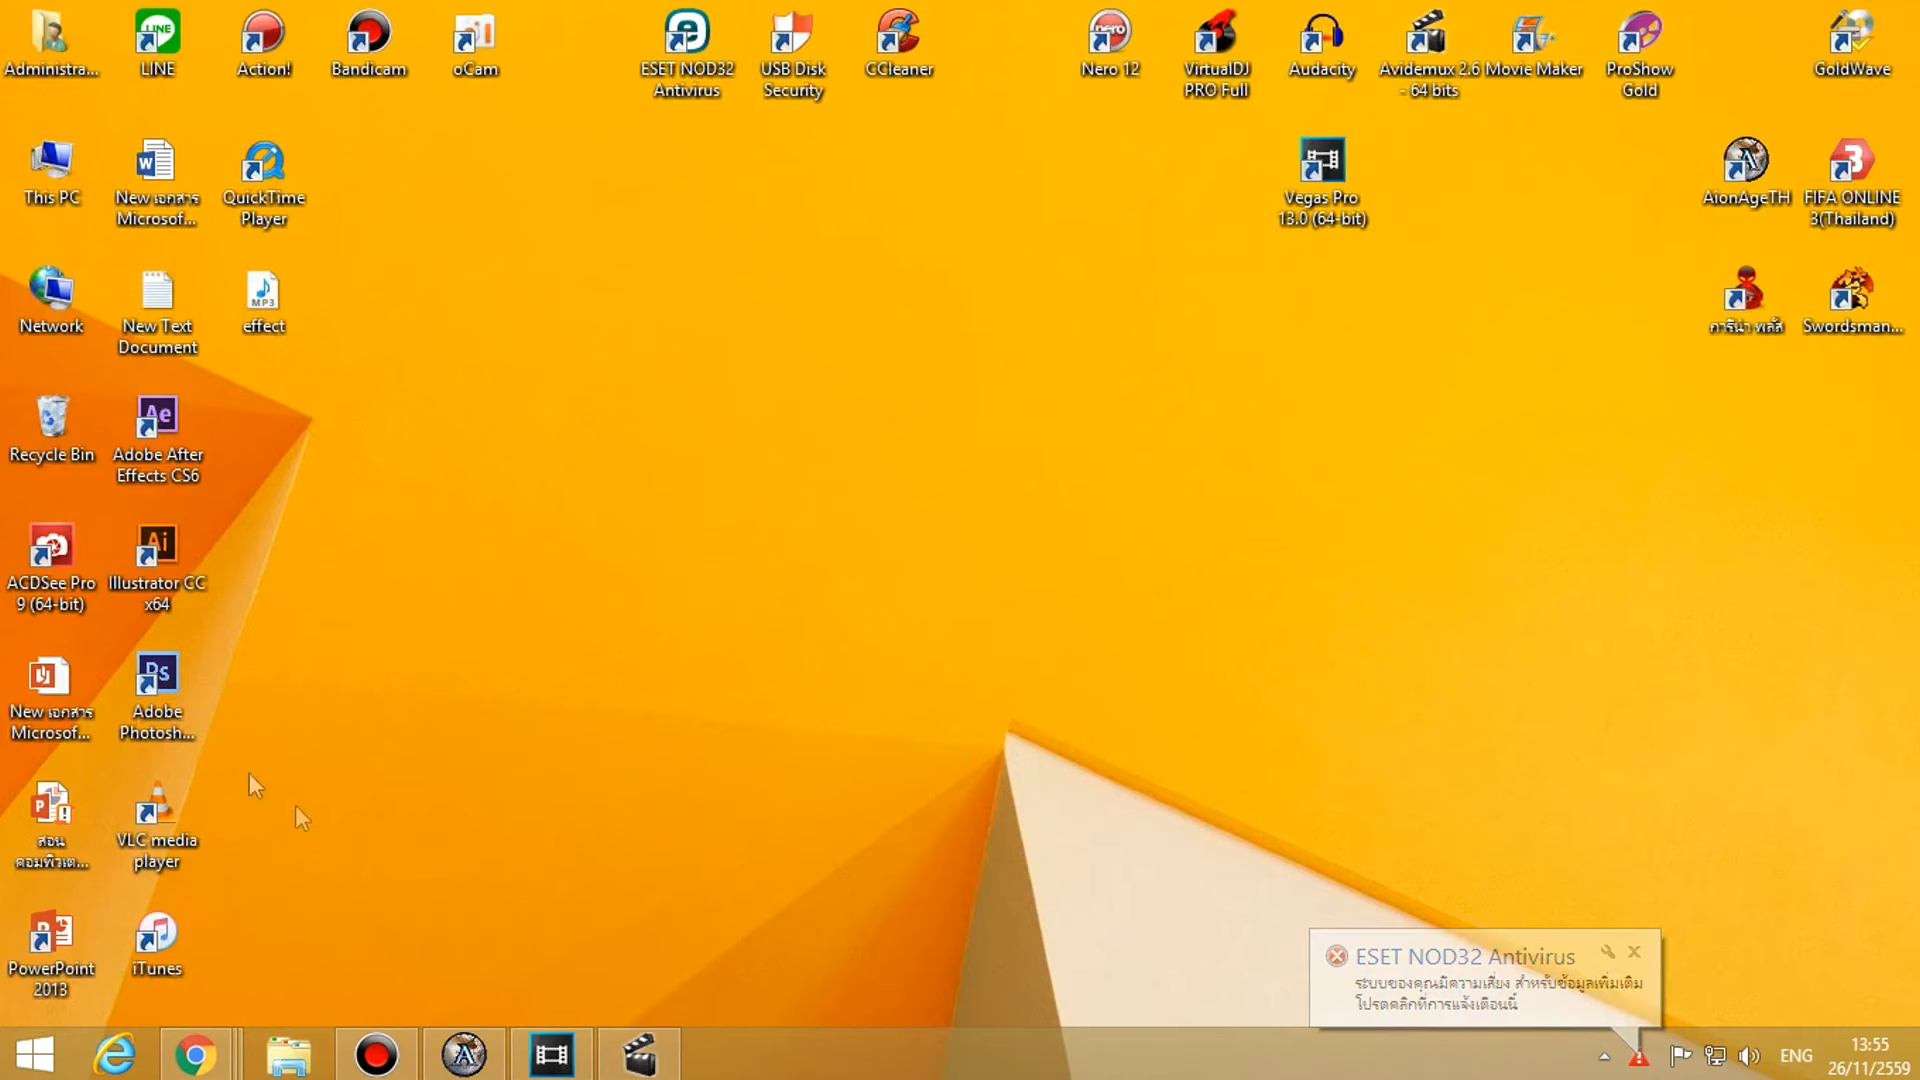 Administra...
LINE
Action!
Bandicam
oCam
ESET NOD32
Antivirus
USB Disk
Security
CCleaner
Nero 12
VirtualDJ
PRO Full
Audacity
Avidemux 2.6
- 64 bits
Movie Maker
ProShow
Gold
GoldWave
This PC
New เอกสาร
Microsof...
QuickTime
Player
Vegas Pro
13.0 (64-bit)
AionAgeTH
FIFA ONLINE
3(Thailand)
Network
New Text
Document
MP3
effect
การีน่า พลัส
Swordsman...
Recycle Bin
Ae
Adobe After
Effects CS6
ACDSee Pro
9 (64-bit)
Ai
Illustrator CC
x64
New เอกสาร
Microsof...
Ps
Adobe
Photosh...
สอน
คอมพิวเต...
VLC media
player
PowerPoint
2013
iTunes
ESET NOD32 Antivirus
ระบบของคุณมีความเสี่ยง สำหรับข้อมูลเพิ่มเติม
โปรดคลิกที่การแจ้งเตือนนี้
ENG
13:55
26/11/2559